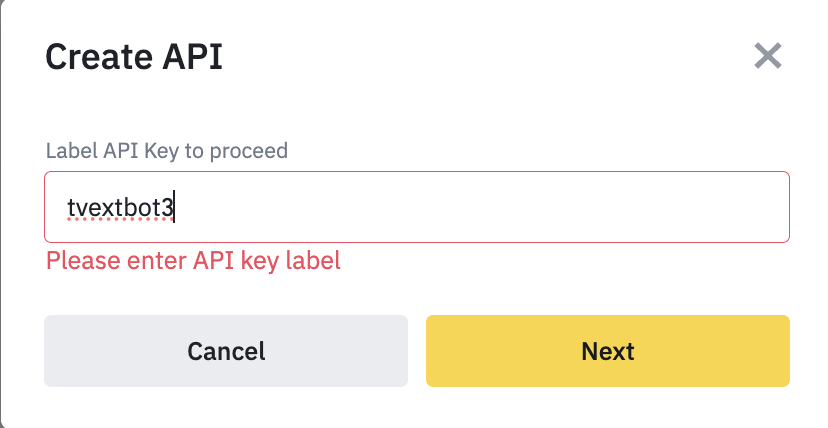 Create API
Label API Key to proceed
tvextbot3
Please enter API key label
Cancel
Next